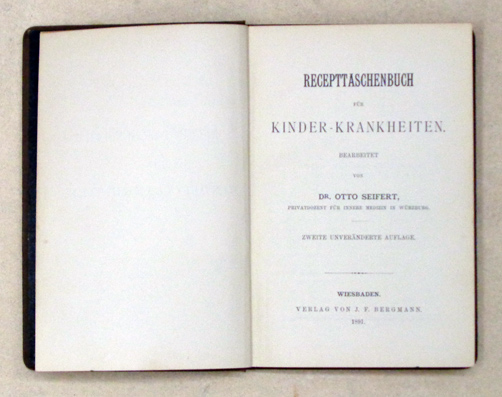 RECEPTTASCHENBUCH
FÜR
KINDER-KRANKHEITEN.
BEARBEITET
VON
DR. OTTO SEIFERT,
PRIVATDOCENT FÜR INNERE MEDICIN IN WÜRZBURG.
ZWEITE UNVERÄNDERTE AUFLAGE.
WIESBADEN.
VERLAG VON J. F. BERGMANN.
1891.